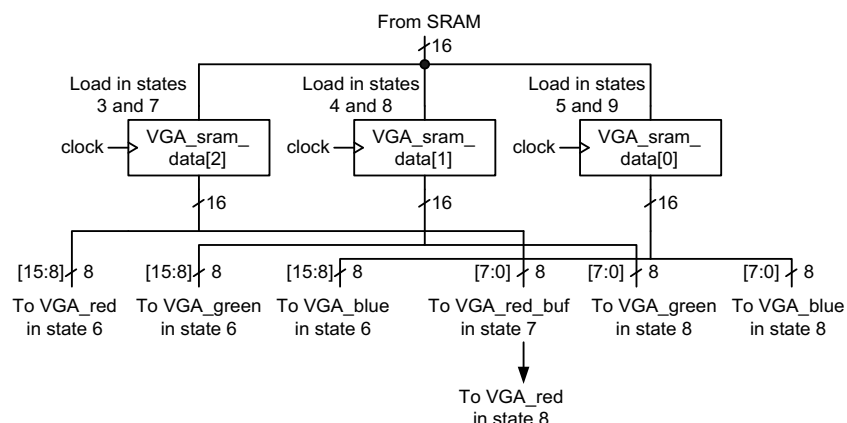 From SRAM
16
Load in states
3 and 7
Load in states
4 and 8
Load in states
5 and 9
clock
VGA_sram_
data[2]
clock
VGA_sram_
data[1]
clock
VGA_sram_
data[0]
16
16
16
[15:8] 8
[15:8] 8
[15:8] 8
[7:0] 8
[7:0] 8
[7:0] 8
To VGA_red
in state 6
To VGA_green
in state 6
To VGA_blue
in state 6
To VGA_red_buf
in state 7
To VGA_green
in state 8
To VGA_blue
in state 8
To VGA_red
in state 8